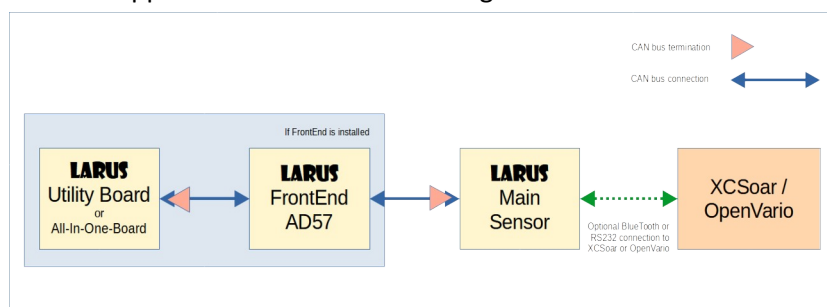 CAN bus termination
CAN bus connection
If FrontEnd is installed
LARUS
Utility Board
or
All-In-One-Board
LARUS
FrontEnd
AD57
LARUS
Main
Sensor
XCSoar /
OpenVario
Optional BlueTooth or
RS232 connection to
XCSoar or OpenVario